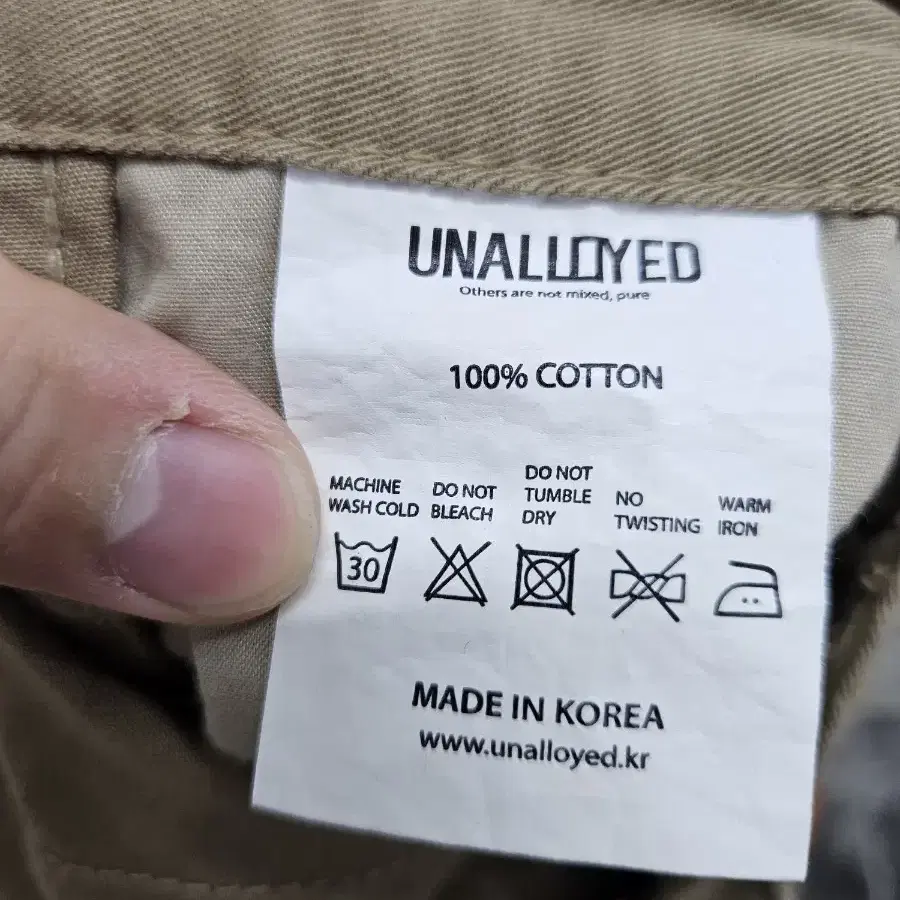 UNALLOYED
Others are not mixed, pure
100% COTTON
MACHINE
WASH COLD
DO NOT
BLEACH
DO NOT
TUMBLE
DRY
NO
TWISTING
WARM
IRON
30
MADE IN KOREA
www.unalloyed.kr